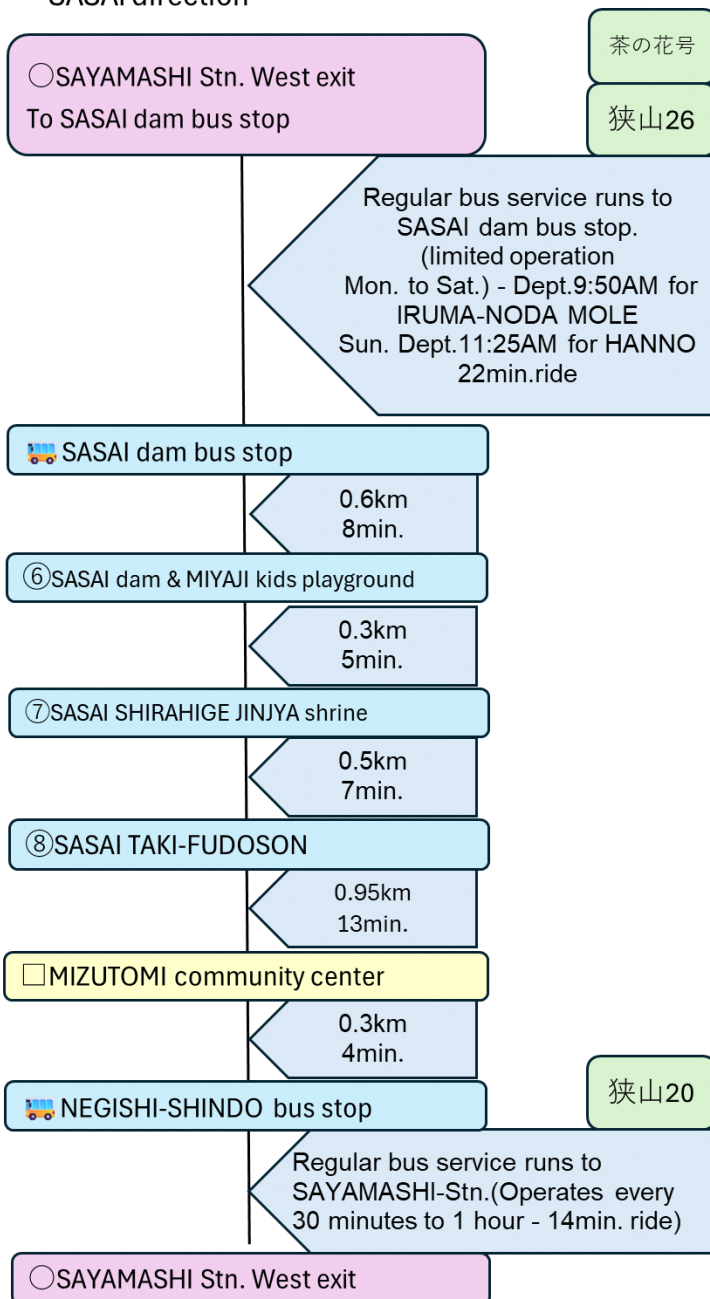 SASAI direction
○SAYAMASHI Stn. West exit
To SASAI dam bus stop
茶の花号
狭山26
Regular bus service runs to
SASAI dam bus stop.
(limited operation
Mon. to Sat.) - Dept.9:50AM for
IRUMA-NODA MOLE
Sun. Dept.11:25AM for HANNO
22min.ride
SASAI dam bus stop
0.6km
8min.
⑥SASAI dam & MIYAJI kids playground
0.3km
5min.
⑦SASAI SHIRAHIGE JINJYA shrine
0.5km
7min.
⑧SASAI TAKI-FUDOSON
0.95km
13min.
□MIZUTOMI community center
0.3km
4min.
NEGISHI-SHINDO bus stop
狭山20
Regular bus service runs to
SAYAMASHI-Stn.(Operates every
30 minutes to 1 hour - 14min. ride)
○SAYAMASHI Stn. West exit